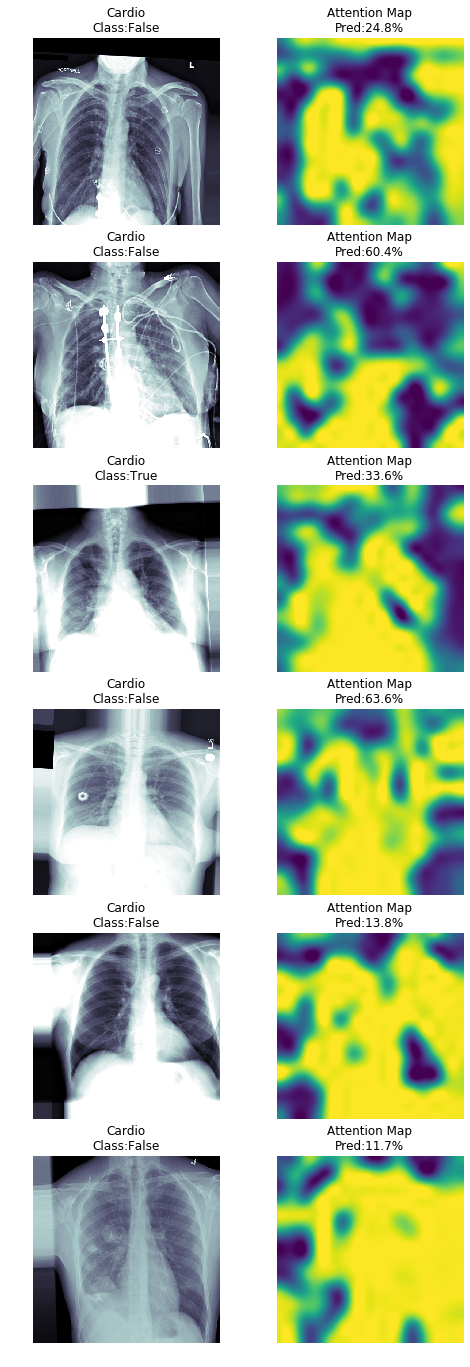 Cardio
Class:False
Attention Map
Pred:24.8%
L
Cardio
Class:False
Attention Map
Pred:60.4%
Cardio
Class:True
Attention Map
Pred:33.6%
Cardio
Class:False
Attention Map
Pred:63.6%
Cardio
Class:False
Attention Map
Pred:13.8%
Cardio
Class:False
Attention Map
Pred:11.7%